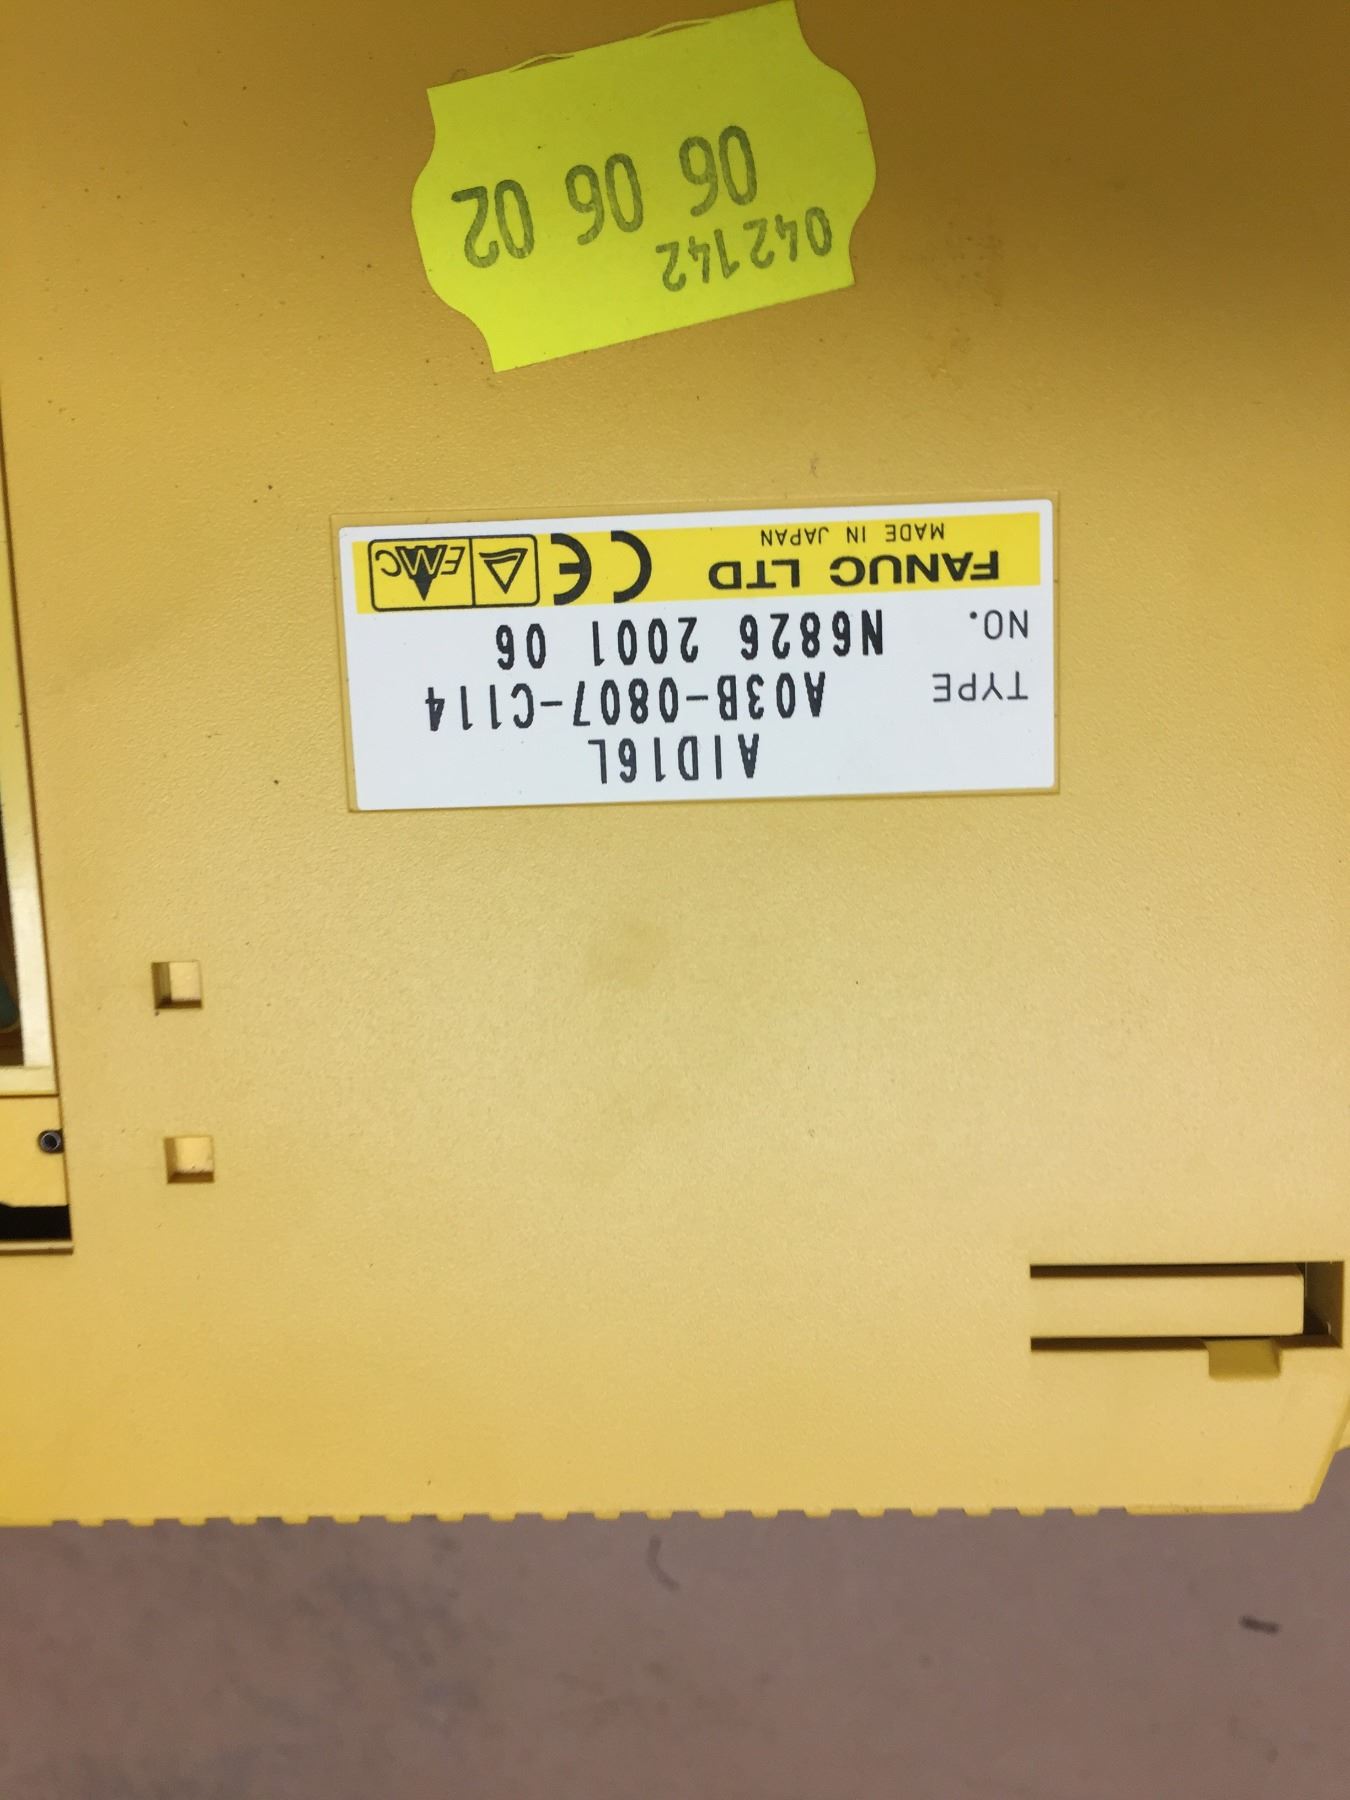 AID16L
TYPE A03B-0807-C114
NO. N6826 2001 06
FANUC LTD
MADE IN JAPAN
CE
EMC
042142
06 06 02